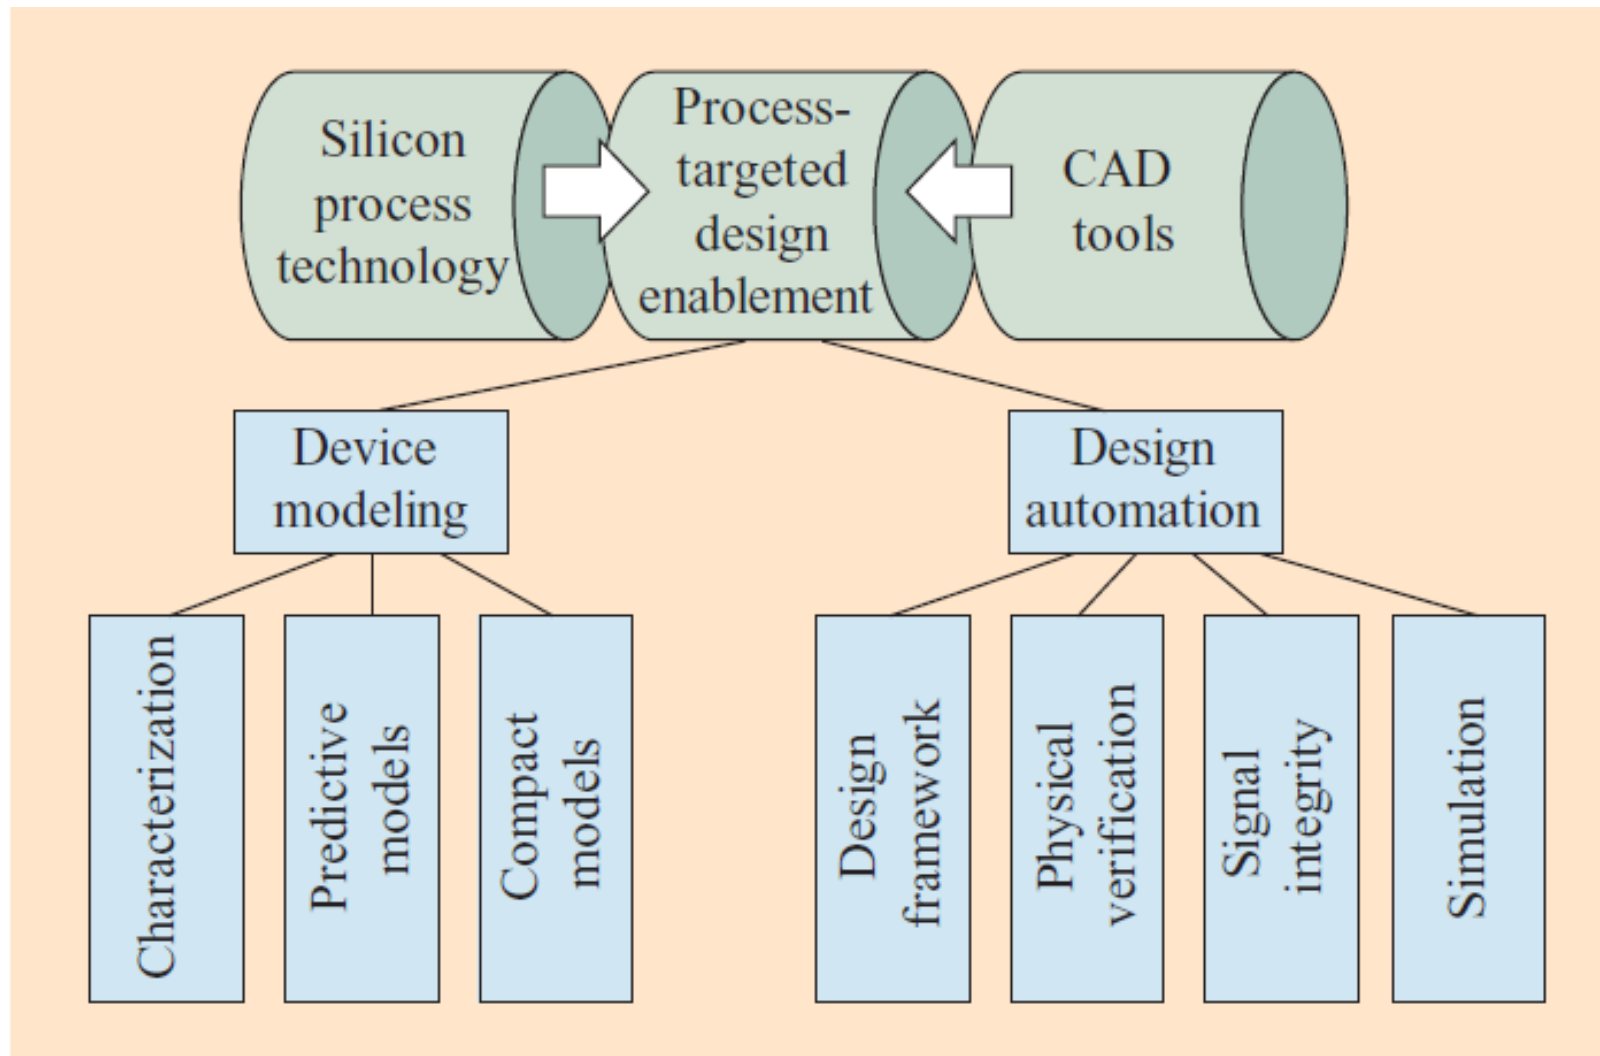 Silicon
process
technology
Process-
targeted
design
enablement
CAD
tools
Device
modeling
Design
automation
Characterization
Predictive
models
Compact
models
Design
framework
Physical
verification
Signal
integrity
Simulation